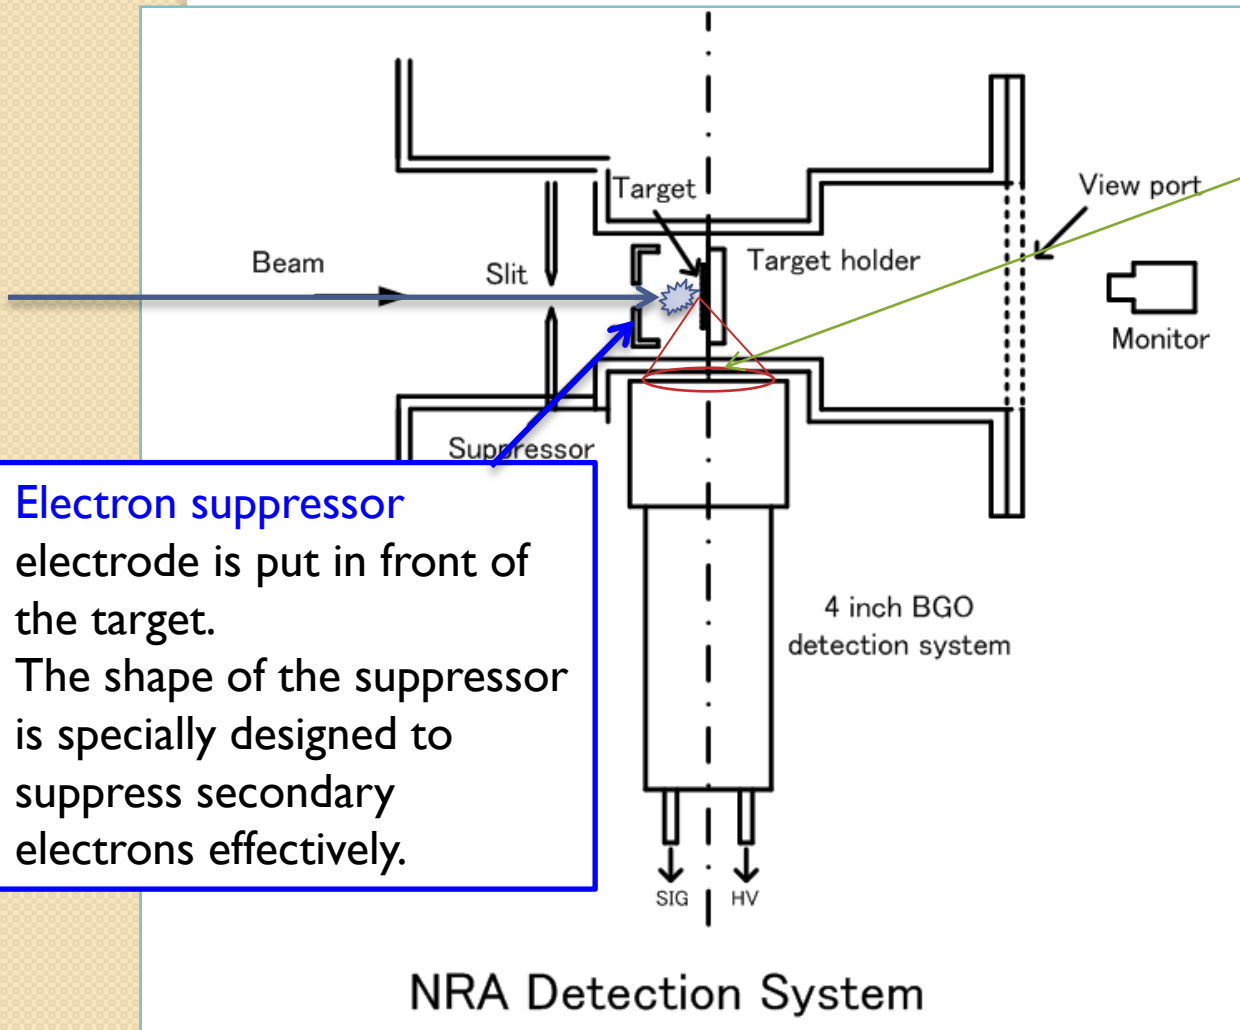 Target
View port
Beam
Slit
Target holder
Monitor
Suppressor
Electron suppressor
electrode is put in front of
the target.
The shape of the suppressor
is specially designed to
suppress secondary
electrons effectively.
4 inch BGO
detection system
SIG
HV
NRA Detection System